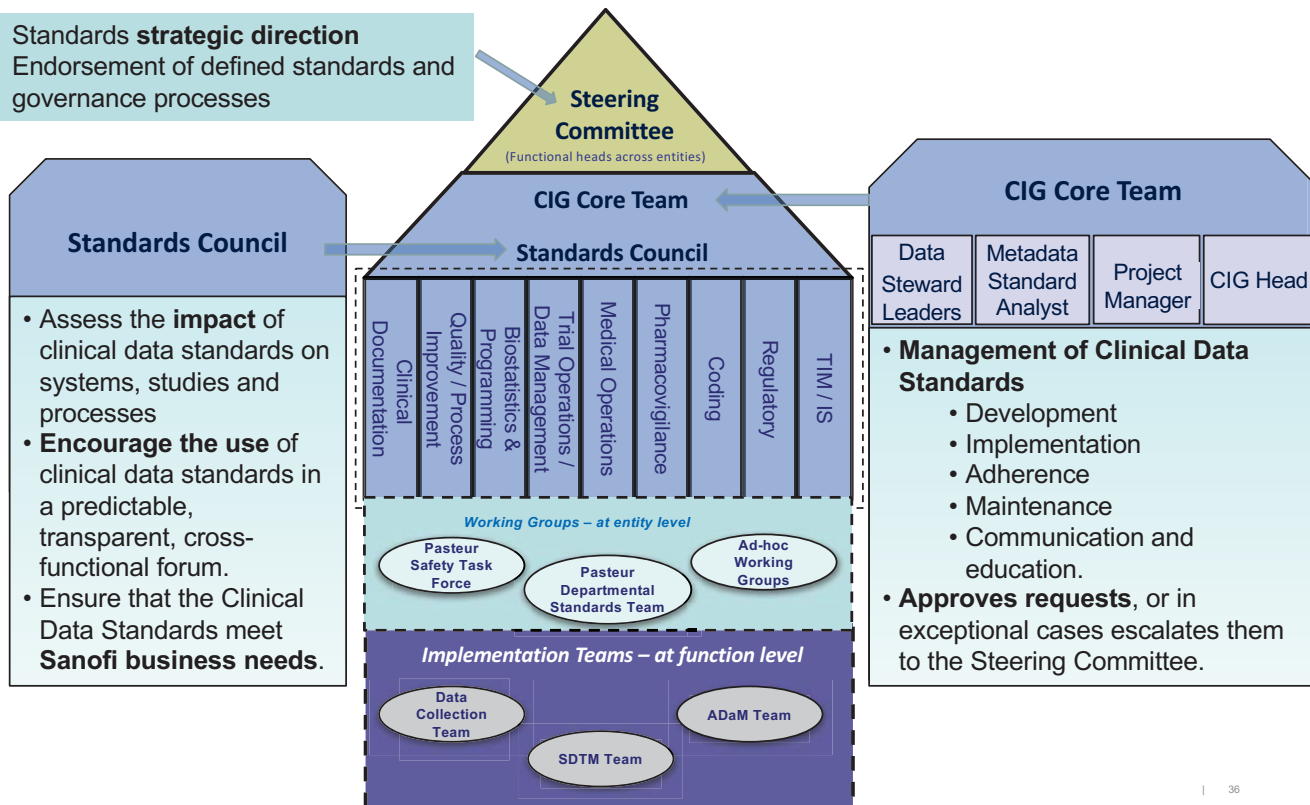 Standards strategic direction
Endorsement of defined standards and
governance processes
Steering
Committee
(Functional heads across entities)
CIG Core Team
Standards Council
Standards Council
• Assess the impact of
clinical data standards on
systems, studies and
processes
• Encourage the use of
clinical data standards in
a predictable,
transparent, cross-
functional forum.
• Ensure that the Clinical
Data Standards meet
Sanofi business needs.
Clinical
Documentation
Quality / Process
Improvement
Biostatistics &
Programming
Trial Operations /
Data Management
Medical Operations
Pharmacovigilance
Coding
Regulatory
TIM / IS
Working Groups – at entity level
Pasteur
Safety Task
Force
Pasteur
Departmental
Standards Team
Ad-hoc
Working
Groups
Implementation Teams – at function level
Data
Collection
Team
SDTM Team
ADaM Team
CIG Core Team
Data
Steward
Leaders
Metadata
Standard
Analyst
Project
Manager
CIG Head
• Management of Clinical Data
Standards
• Development
• Implementation
• Adherence
• Maintenance
• Communication and
education.
• Approves requests, or in
exceptional cases escalates them
to the Steering Committee.
| 36